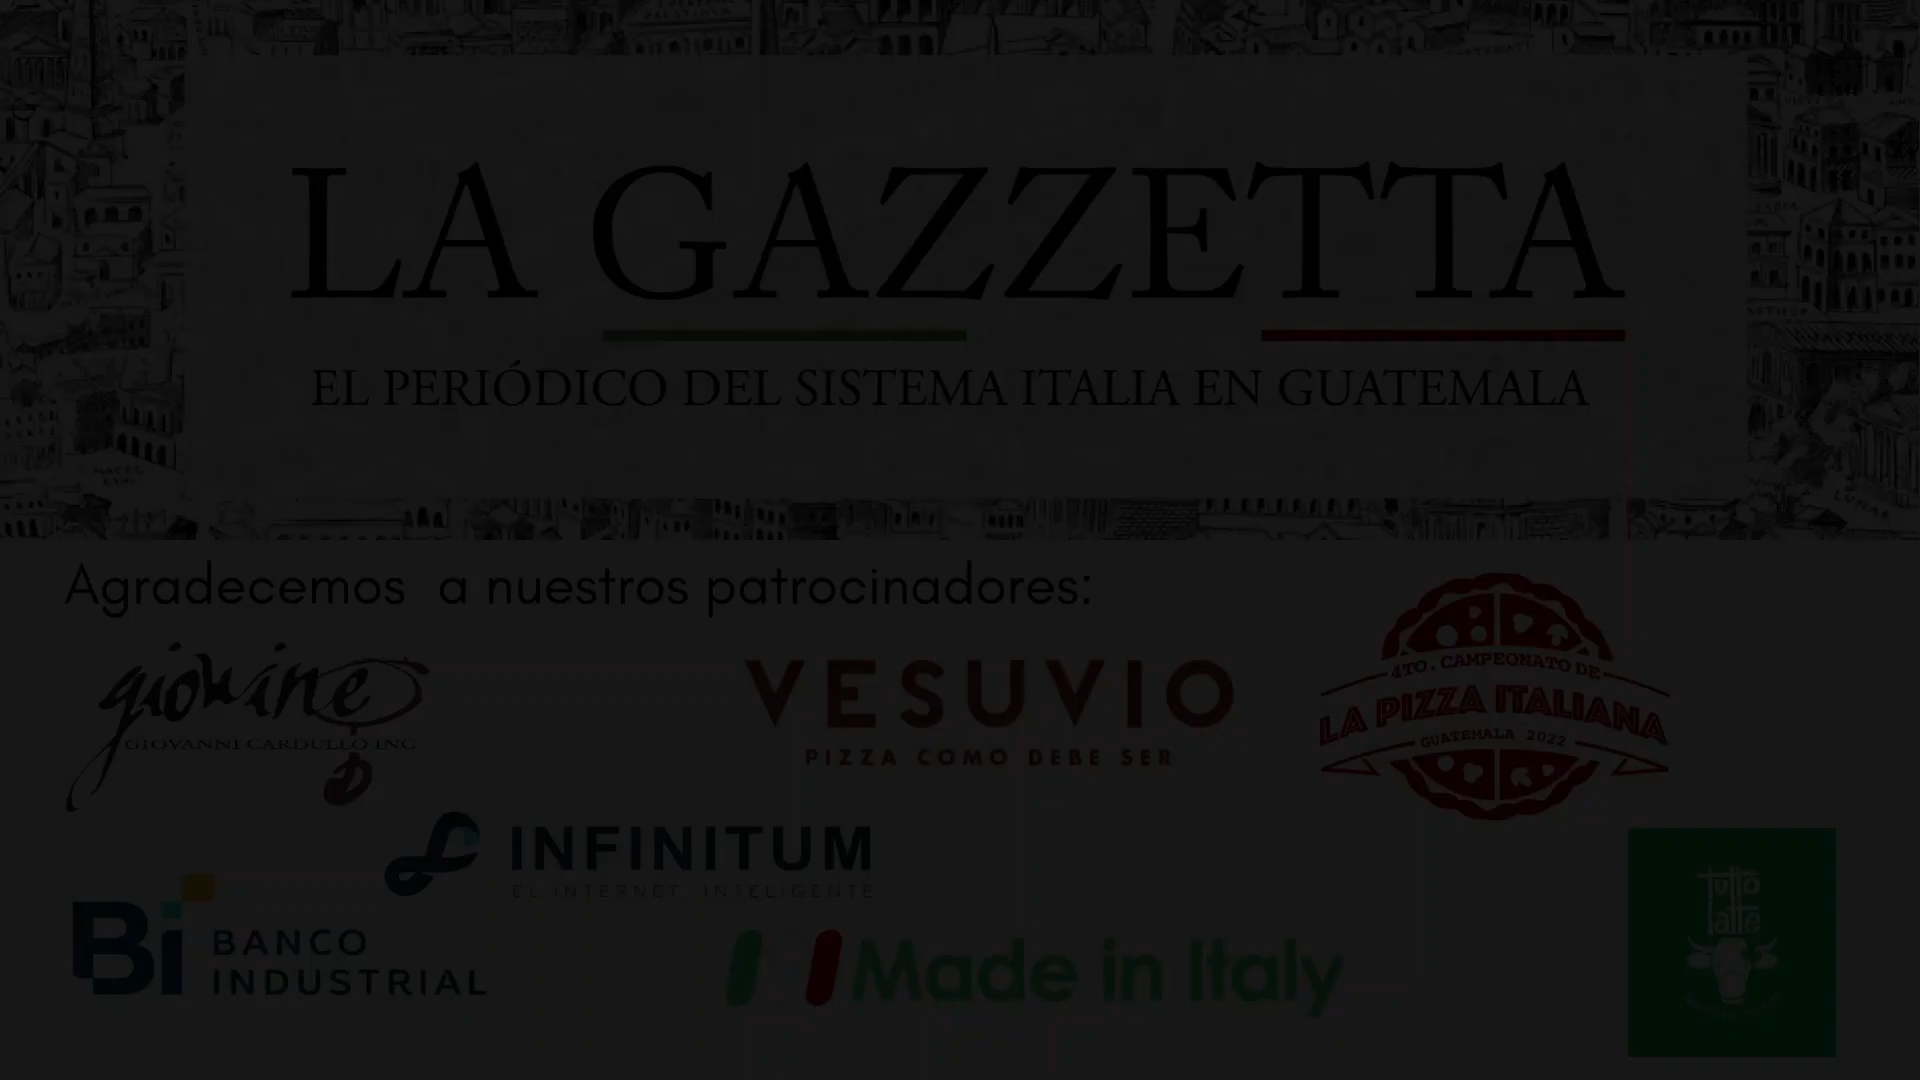 LA GAZZETTA
EL PERIÓDICO DEL SISTEMA ITALIA EN GUATEMALA
Agradecemos a nuestros patrocinadores:
giowine
GIOVANNI CARDULLO INC
VESUVIO
PIZZA COMO DEBE SER
4TO. CAMPEONATO DE
LA PIZZA ITALIANA
GUATEMALA 2022
INFINITUM
EL INTERNET INTELIGENTE
Bi BANCO
INDUSTRIAL
Made in Italy
Tutto
latte